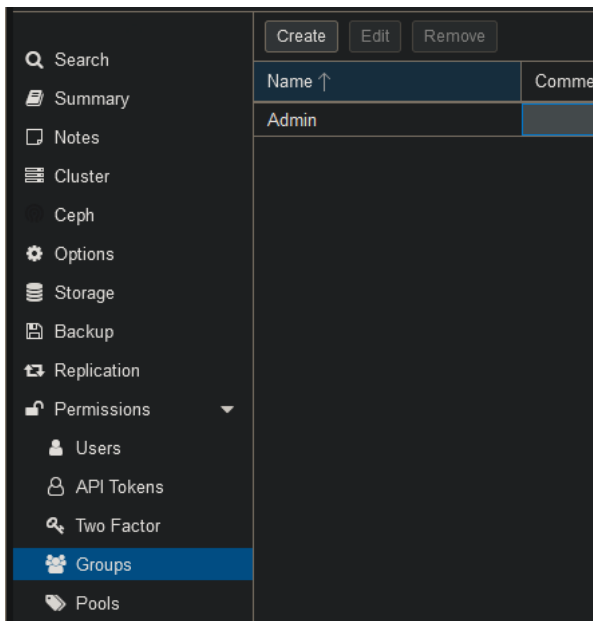 Search
Summary
Notes
Cluster
Ceph
Options
Storage
Backup
Replication
Permissions
Users
API Tokens
Two Factor
Groups
Pools
Create Edit Remove
Name Comme
Admin